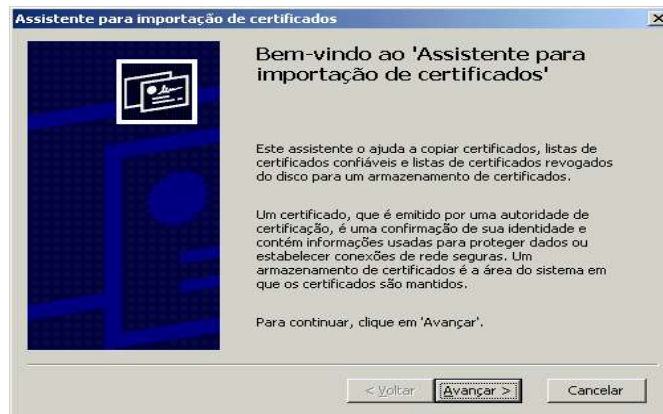 Assistente para importação de certificados
Bem-vindo ao 'Assistente para
importação de certificados'
Este assistente o ajuda a copiar certificados, listas de
certificados confiáveis e listas de certificados revogados
do disco para um armazenamento de certificados.
Um certificado, que é emitido por uma autoridade de
certificação, é uma confirmação de sua identidade e
contém informações usadas para proteger dados ou
estabelecer conexões de rede seguras. Um
armazenamento de certificados é a área do sistema em
que os certificados são mantidos.
Para continuar, clique em 'Avançar'.
< Voltar Avançar > Cancelar